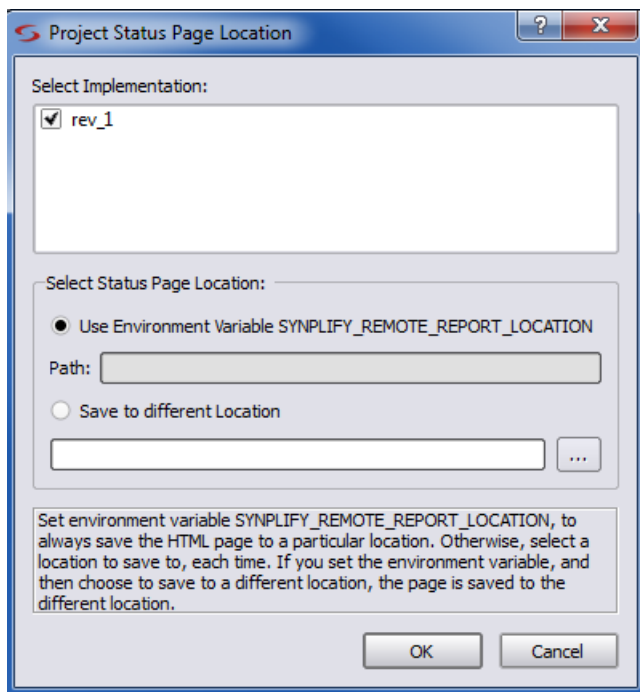 Project Status Page Location
?
Select Implementation:
rev_1
Select Status Page Location:
Use Environment Variable SYNPLIFY_REMOTE_REPORT_LOCATION
Path:
Save to different Location
...
Set environment variable SYNPLIFY_REMOTE_REPORT_LOCATION, to
always save the HTML page to a particular location. Otherwise, select a
location to save to, each time. If you set the environment variable, and
then choose to save to a different location, the page is saved to the
different location.
OK Cancel